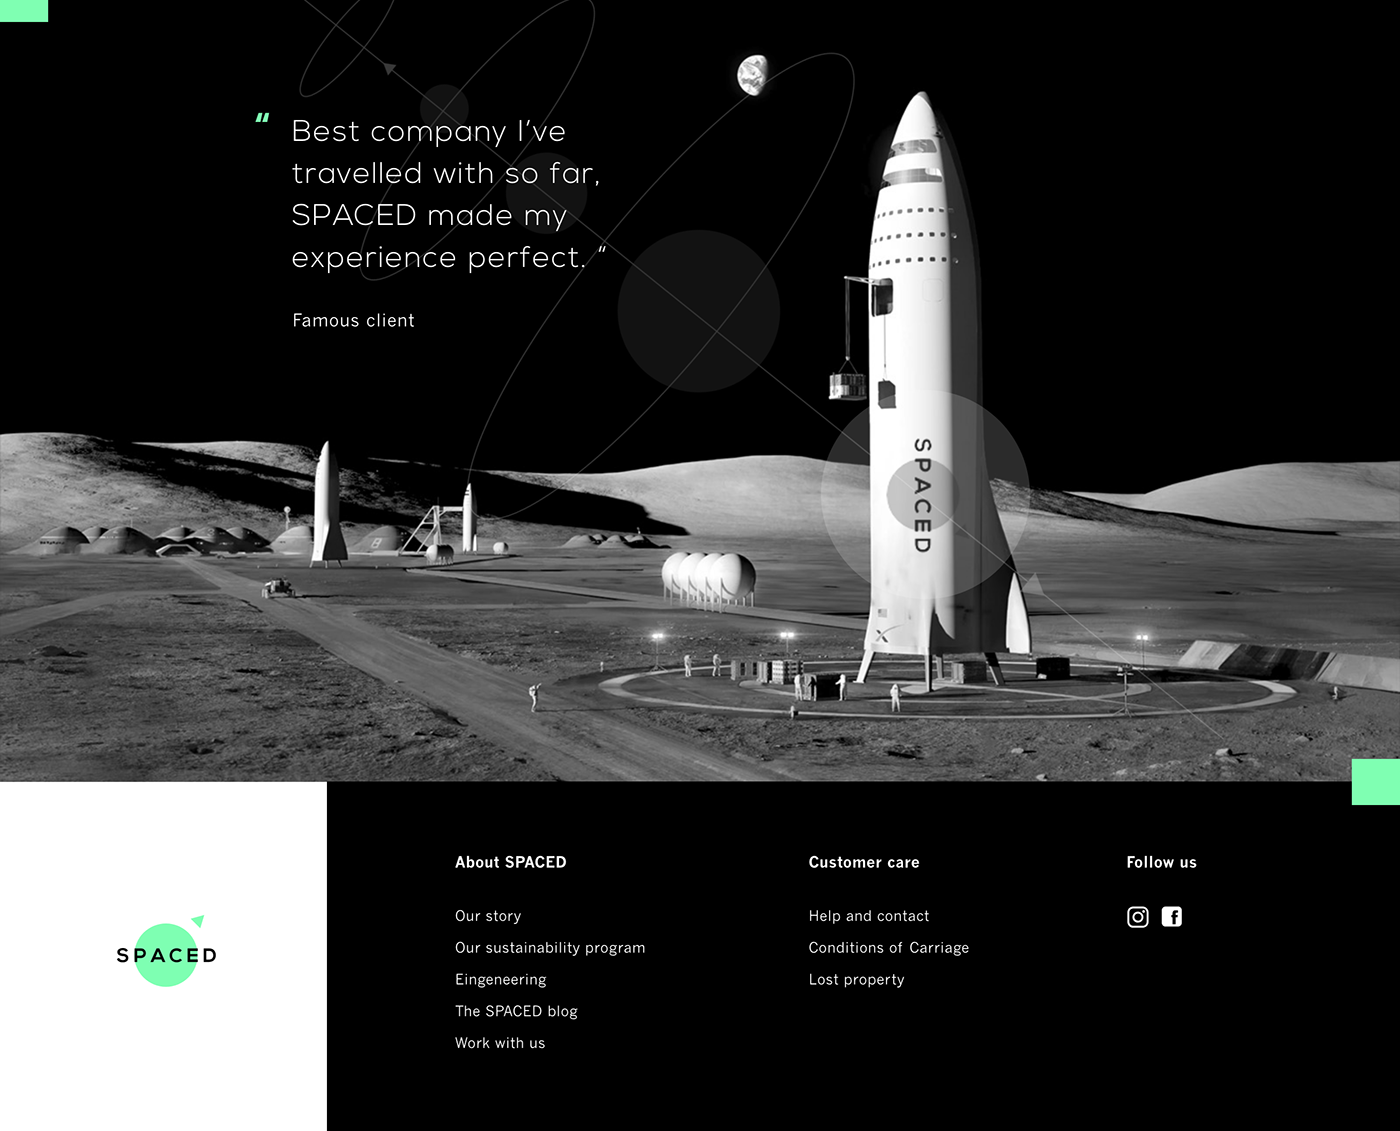 “ Best company I’ve
travelled with so far,
SPACED made my
experience perfect. “
Famous client
SPACED
SPACED
About SPACED
Our story
Our sustainability program
Eingeneering
The SPACED blog
Work with us
Customer care
Help and contact
Conditions of Carriage
Lost property
Follow us